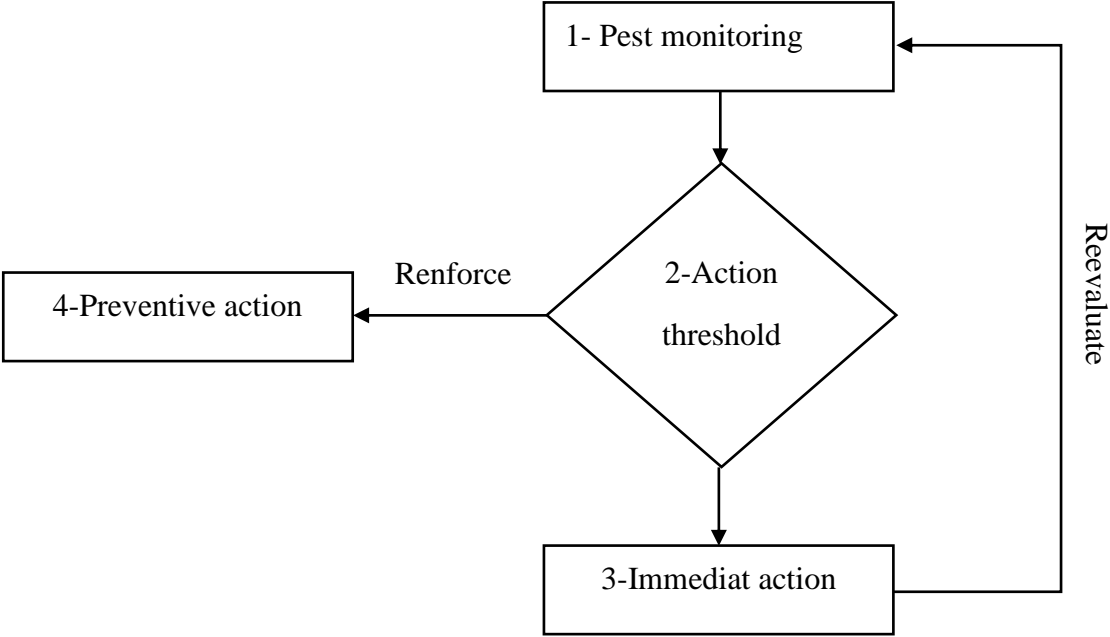 1- Pest monitoring
Renforce
2-Action
threshold
4-Preventive action
Reevaluate
3-Immediat action